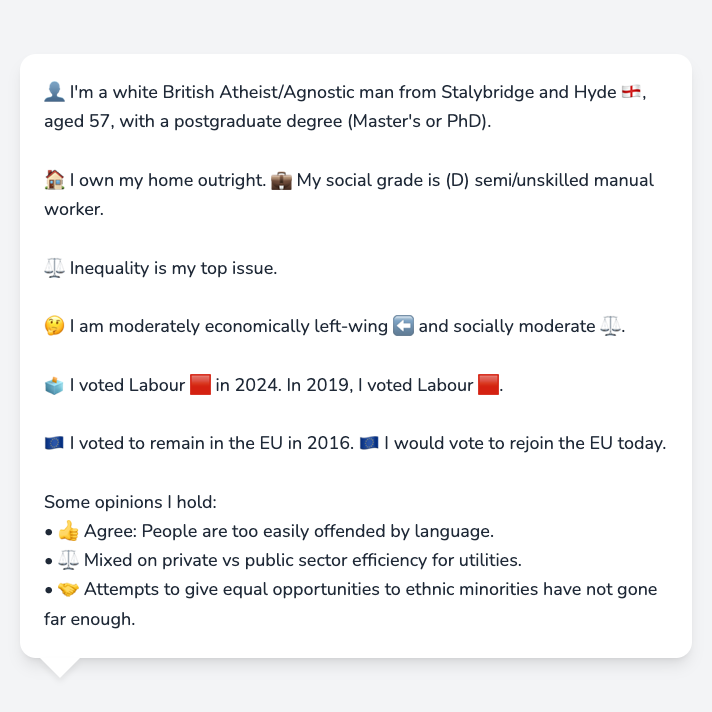 👤 I'm a white British Atheist/Agnostic man from Stalybridge and Hyde 🏴󠁧󠁢󠁥󠁮󠁧󠁿,
aged 57, with a postgraduate degree (Master's or PhD).
🏠 I own my home outright. 💼 My social grade is (D) semi/unskilled manual
worker.
⚖️ Inequality is my top issue.
🤔 I am moderately economically left-wing ⬅️ and socially moderate ⚖️.
🗳️ I voted Labour 🟥 in 2024. In 2019, I voted Labour 🟥.
🇪🇺 I voted to remain in the EU in 2016. 🇪🇺 I would vote to rejoin the EU today.
Some opinions I hold:
• 👍 Agree: People are too easily offended by language.
• ⚖️ Mixed on private vs public sector efficiency for utilities.
• 🤝 Attempts to give equal opportunities to ethnic minorities have not gone
far enough.